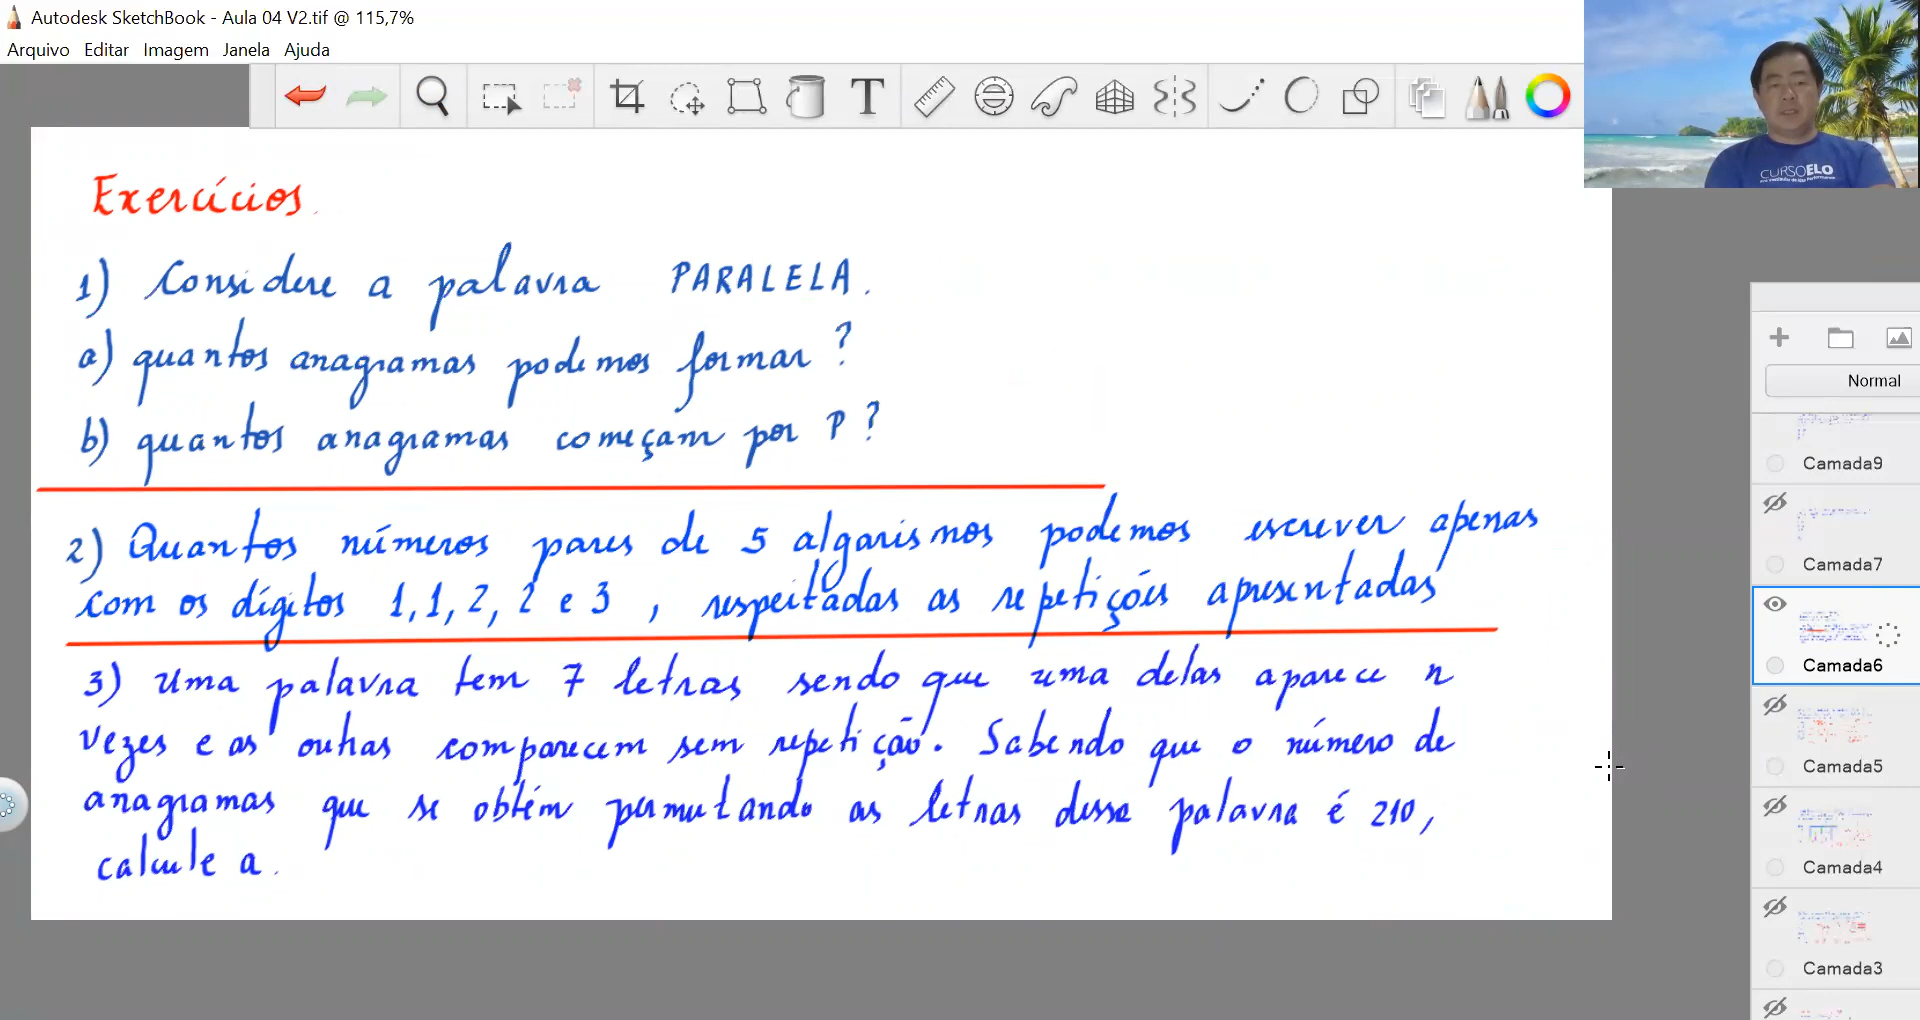 Autodesk SketchBook - Aula 04 V2.tif @ 115,7%
Arquivo Editar Imagem Janela Ajuda
CURSOELO
Exercícios.
1) Considere a palavra PARALELA.
a) quantos anagramas podemos formar?
b) quantos anagramas começam por P?
2) Quantos números pares de 5 algarismos podemos escrever apenas
com os dígitos 1, 1, 2, 2 e 3, respeitadas as repetições apresentadas
3) Uma palavra tem 7 letras sendo que uma delas aparece n
vezes e as outras comparecem sem repetição. Sabendo que o número de
anagramas que se obtém permutando as letras dessa palavra é 210,
calcule a.
Normal
Camada9
Camada7
Camada6
Camada5
Camada4
Camada3